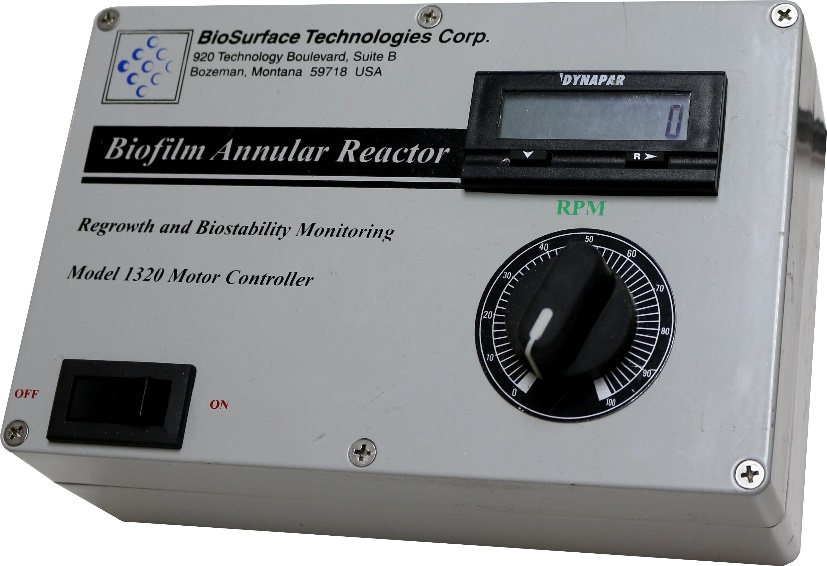 BioSurface Technologies Corp.
920 Technology Boulevard, Suite B
Bozeman, Montana 59718 USA
DYNAPAR
0
R
Biofilm Annular Reactor
RPM
Regrowth and Biostability Monitoring
Model 1320 Motor Controller
0
10
20
30
40
50
60
70
80
90
100
OFF
ON